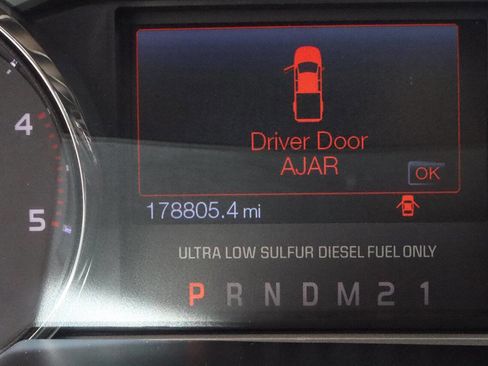 4
Driver Door
AJAR
OK
5
178805.4 mi
ULTRA LOW SULFUR DIESEL FUEL ONLY
P R N D M 2 1